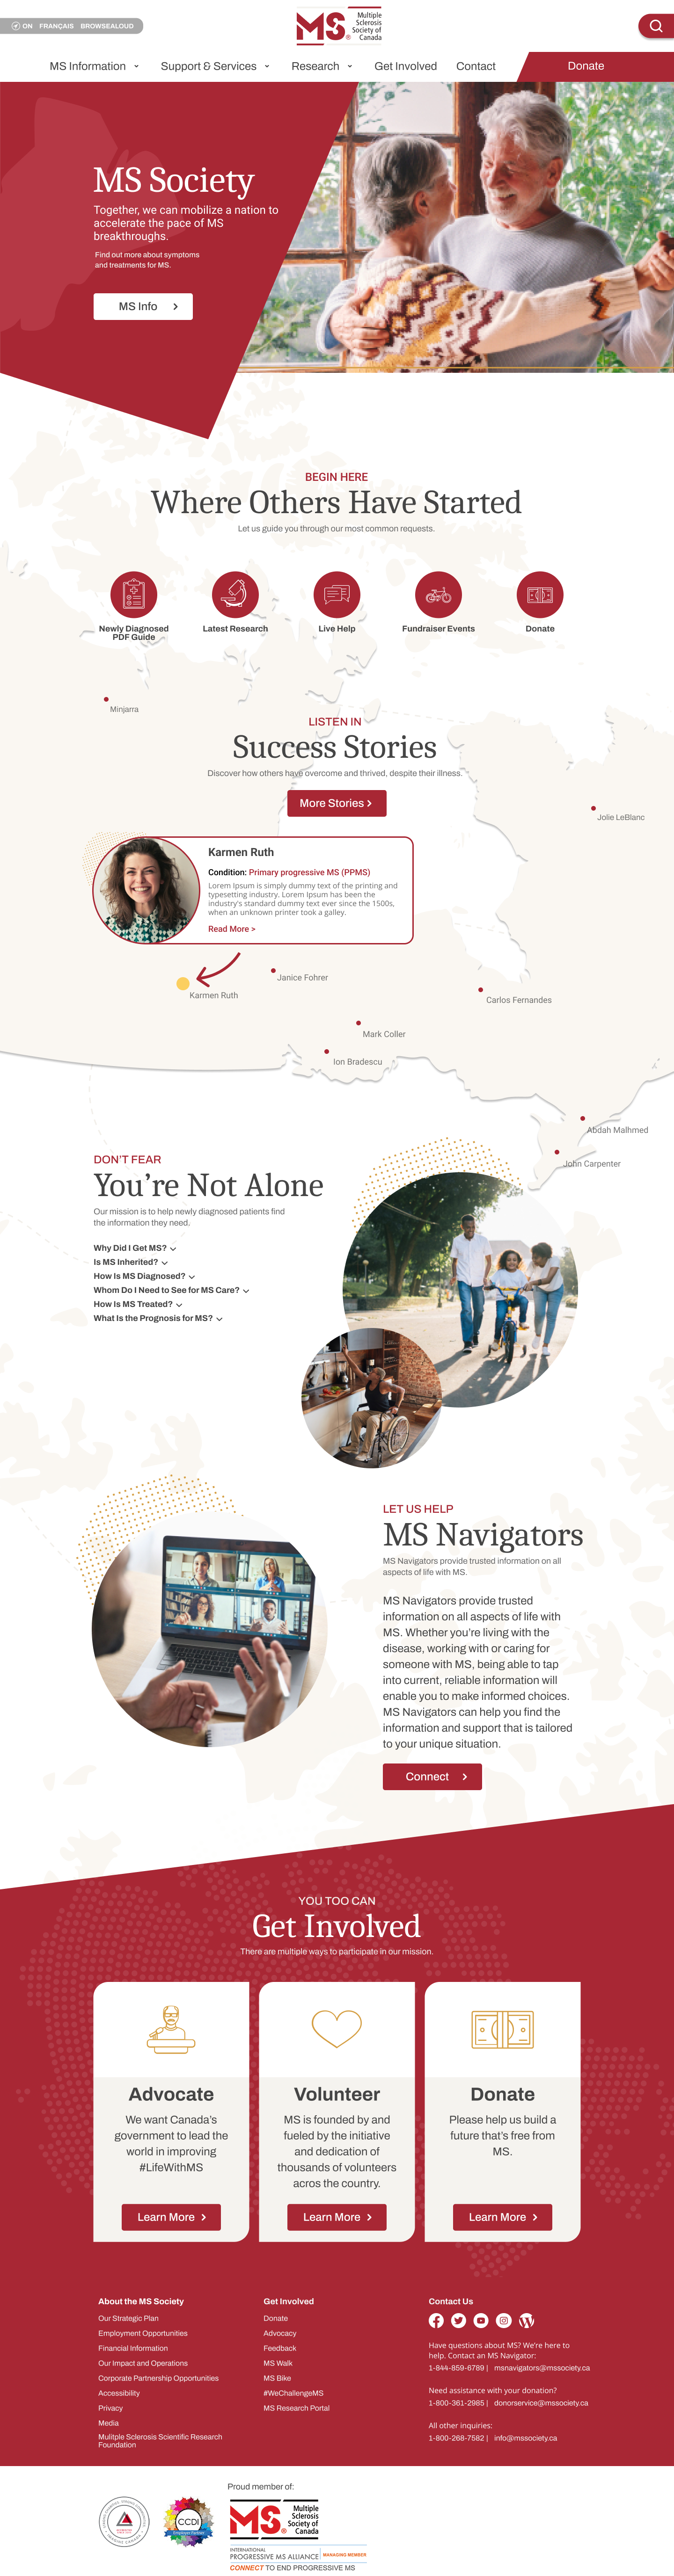 ON FRANÇAIS BROWSEALOUD
MS
Multiple
Sclerosis
Society of
Canada
MS Information
Support & Services
Research
Get Involved
Contact
Donate
MS Society
Together, we can mobilize a nation to
accelerate the pace of MS
breakthroughs.
Find out more about symptoms
and treatments for MS.
MS Info
BEGIN HERE
Where Others Have Started
Let us guide you through our most common requests.
Newly Diagnosed
PDF Guide
Latest Research
Live Help
Fundraiser Events
Donate
Minjarra
LISTEN IN
Success Stories
Discover how others have overcome and thrived, despite their illness.
More Stories >
Jolie LeBlanc
Karmen Ruth
Condition: Primary progressive MS (PPMS)
Lorem Ipsum is simply dummy text of the printing and
typesetting industry. Lorem Ipsum has been the
industry's standard dummy text ever since the 1500s,
when an unknown printer took a galley.
Read More >
Janice Fohrer
Karmen Ruth
Carlos Fernandes
Mark Coller
Ion Bradescu
Abdah Malhmed
John Carpenter
DON'T FEAR
You're Not Alone
Our mission is to help newly diagnosed patients find
the information they need.
Why Did I Get MS?
Is MS Inherited?
How Is MS Diagnosed?
Whom Do I Need to See for MS Care?
How Is MS Treated?
What Is the Prognosis for MS?
LET US HELP
MS Navigators
MS Navigators provide trusted information on all
aspects of life with MS.
MS Navigators provide trusted
information on all aspects of life with
MS. Whether you're living with the
disease, working with or caring for
someone with MS, being able to tap
into current, reliable information will
enable you to make informed choices.
MS Navigators can help you find the
information and support that is tailored
to your unique situation.
Connect
YOU TOO CAN
Get Involved
There are multiple ways to participate in our mission.
Advocate
We want Canada's
government to lead the
world in improving
#LifeWithMS
Learn More
Volunteer
MS is founded by and
fueled by the initiative
and dedication of
thousands of volunteers
acros the country.
Learn More
Donate
Please help us build a
future that's free from
MS.
Learn More
About the MS Society
Our Strategic Plan
Employment Opportunities
Financial Information
Our Impact and Operations
Corporate Partnership Opportunities
Accessibility
Privacy
Media
Mulitple Sclerosis Scientific Research
Foundation
Get Involved
Donate
Advocacy
Feedback
MS Walk
MS Bike
#WeChallengeMS
MS Research Portal
Contact Us
Have questions about MS? We're here to
help. Contact an MS Navigator:
1-844-859-6789 | msnavigators@mssociety.ca
Need assistance with your donation?
1-800-361-2985 | donorservice@mssociety.ca
All other inquiries:
1-800-268-7582 | info@mssociety.ca
Proud member of:
IMAGINE CANADA
CCDI
Employer Partner
MS
Multiple
Sclerosis
Society of
Canada
INTERNATIONAL
PROGRESSIVE MS ALLIANCE MANAGING MEMBER
CONNECT TO END PROGRESSIVE MS